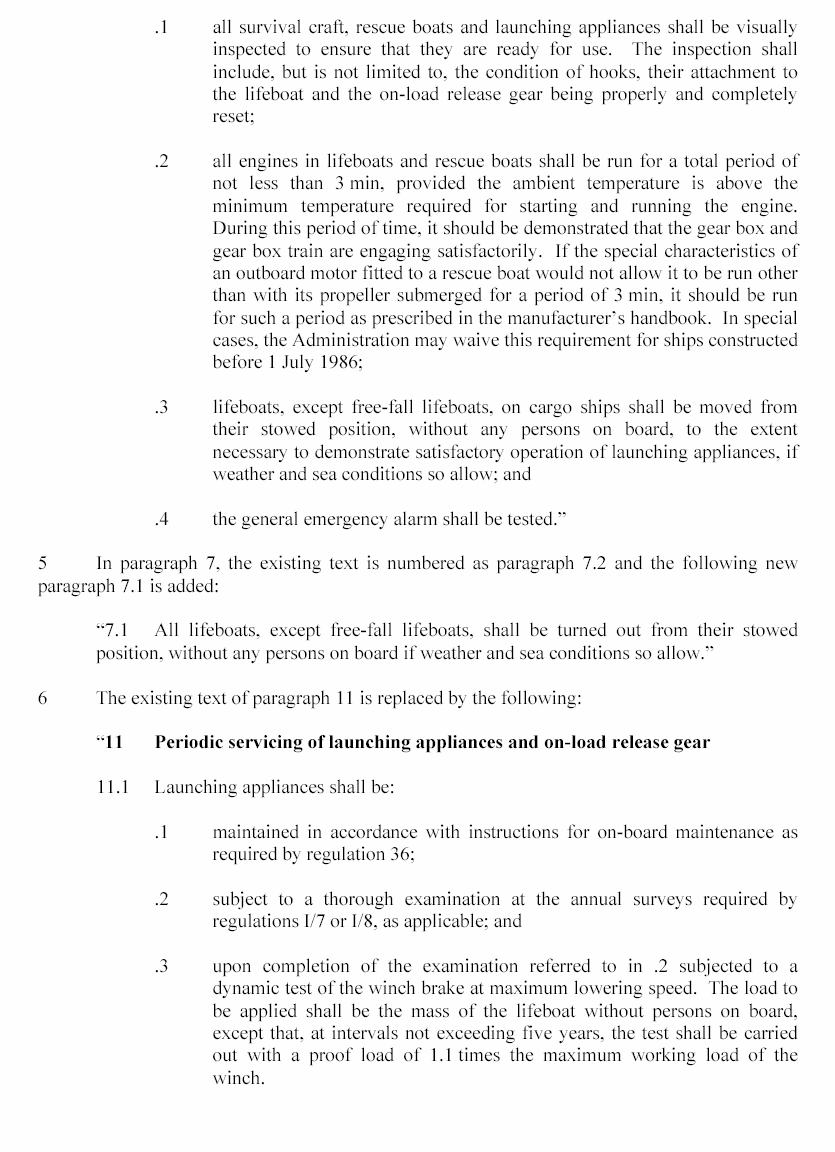 .1 all survival craft, rescue boats and launching appliances shall be visually
inspected to ensure that they are ready for use. The inspection shall
include, but is not limited to, the condition of hooks, their attachment to
the lifeboat and the on-load release gear being properly and completely
reset;
.2 all engines in lifeboats and rescue boats shall be run for a total period of
not less than 3 min, provided the ambient temperature is above the
minimum temperature required for starting and running the engine.
During this period of time, it should be demonstrated that the gear box and
gear box train are engaging satisfactorily. If the special characteristics of
an outboard motor fitted to a rescue boat would not allow it to be run other
than with its propeller submerged for a period of 3 min, it should be run
for such a period as prescribed in the manufacturer’s handbook. In special
cases, the Administration may waive this requirement for ships constructed
before 1 July 1986;
.3 lifeboats, except free-fall lifeboats, on cargo ships shall be moved from
their stowed position, without any persons on board, to the extent
necessary to demonstrate satisfactory operation of launching appliances, if
weather and sea conditions so allow; and
.4 the general emergency alarm shall be tested.”
5 In paragraph 7, the existing text is numbered as paragraph 7.2 and the following new
paragraph 7.1 is added:
“7.1 All lifeboats, except free-fall lifeboats, shall be turned out from their stowed
position, without any persons on board if weather and sea conditions so allow.”
6 The existing text of paragraph 11 is replaced by the following:
“11 Periodic servicing of launching appliances and on-load release gear
11.1 Launching appliances shall be:
.1 maintained in accordance with instructions for on-board maintenance as
required by regulation 36;
.2 subject to a thorough examination at the annual surveys required by
regulations I/7 or I/8, as applicable; and
.3 upon completion of the examination referred to in .2 subjected to a
dynamic test of the winch brake at maximum lowering speed. The load to
be applied shall be the mass of the lifeboat without persons on board,
except that, at intervals not exceeding five years, the test shall be carried
out with a proof load of 1.1 times the maximum working load of the
winch.